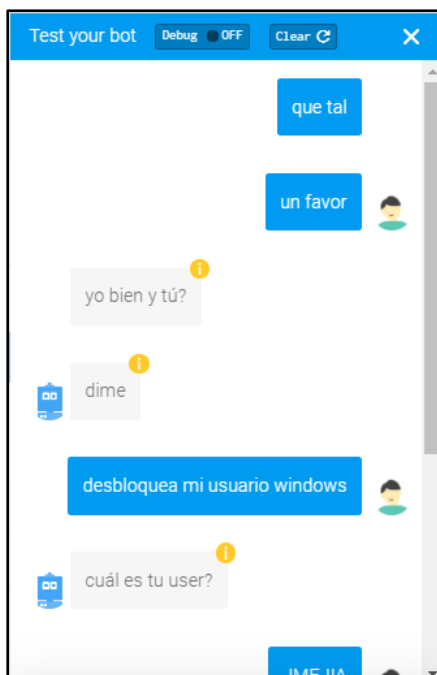 Test your bot Debug OFF Clear
que tal
un favor
yo bien y tú?
dime
desbloquea mi usuario windows
cuál es tu user?